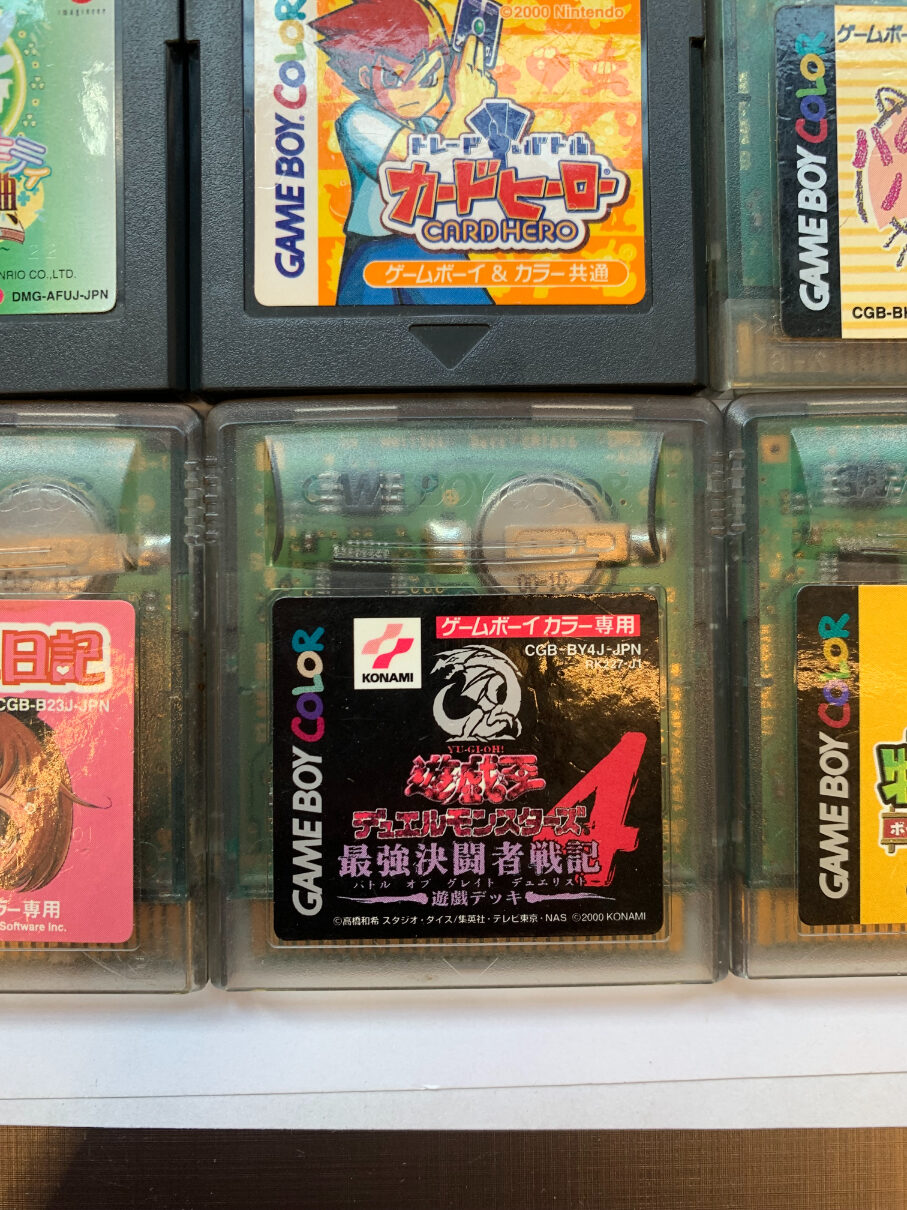 imagineer
NRIO CO.,LTD.
DMG-AFUJ-JPN
©2000 Nintendo
GAME BOY COLOR
トレード&バトル
カードヒーロー
CARD HERO
ゲームボーイ & カラー共通
ゲームボー
GAME BOY COLOR
CGB-B
日記
CGB-B23J-JPN
ラー専用
Software Inc.
GAME BOY COLOR
GAME BOY COLOR
KONAMI
ゲームボーイ カラー専用
CGB-BY4J-JPN
RK227-J1
YU-GI-OH!
遊戯王
デュエルモンスターズ4
最強決闘者戦記
バトル オブ グレイト デュエリスト
遊戯デッキ
©高橋和希 スタジオ・ダイス/集英社・テレビ東京・NAS ©2000 KONAMI
GAME BOY COLOR